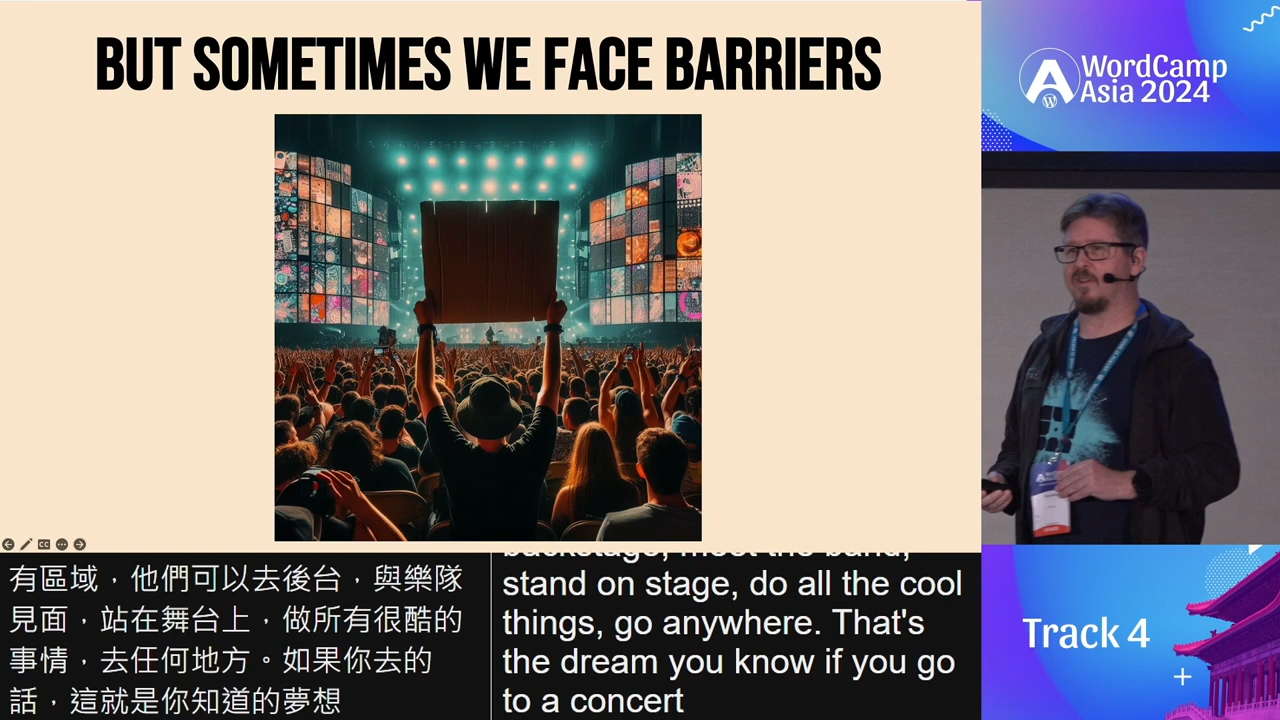 BUT SOMETIMES WE FACE BARRIERS
WordCamp
Asia 2024
有區域，他們可以去後台，與樂隊
見面，站在舞台上，做所有很酷的
事情，去任何地方。如果你去的
話，這就是你知道的夢想
backstage, meet the band,
stand on stage, do all the cool
things, go anywhere. That's
the dream you know if you go
to a concert
Track 4